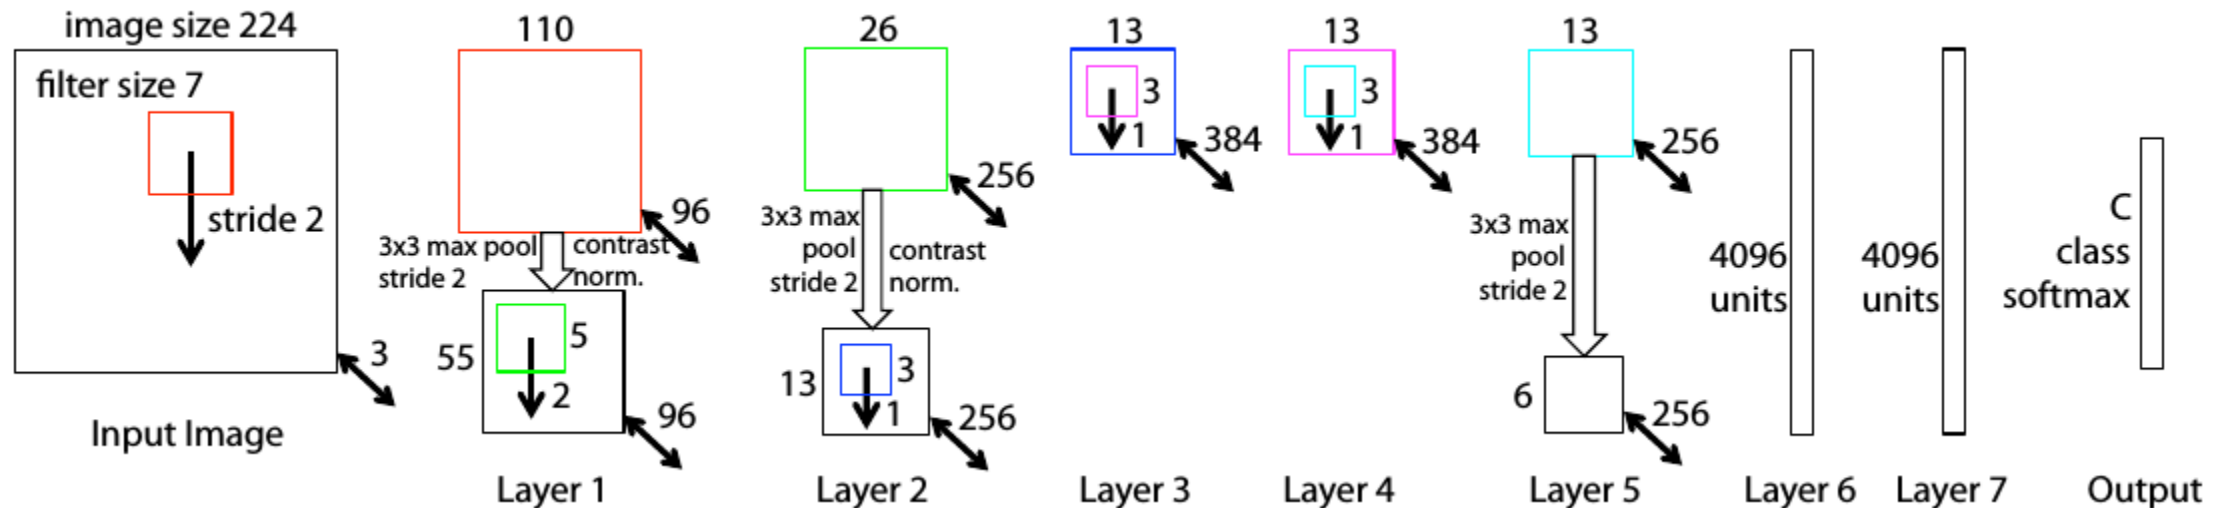 image size 224
filter size 7
stride 2
3
Input Image
110
96
3x3 max pool
stride 2
contrast
norm.
55
5
2
96
Layer 1
26
256
3x3 max
pool
stride 2
contrast
norm.
13
3
1
256
Layer 2
13
3
1
384
Layer 3
13
3
1
384
Layer 4
13
256
3x3 max
pool
stride 2
6
256
Layer 5
4096
units
Layer 6
4096
units
Layer 7
C
class
softmax
Output